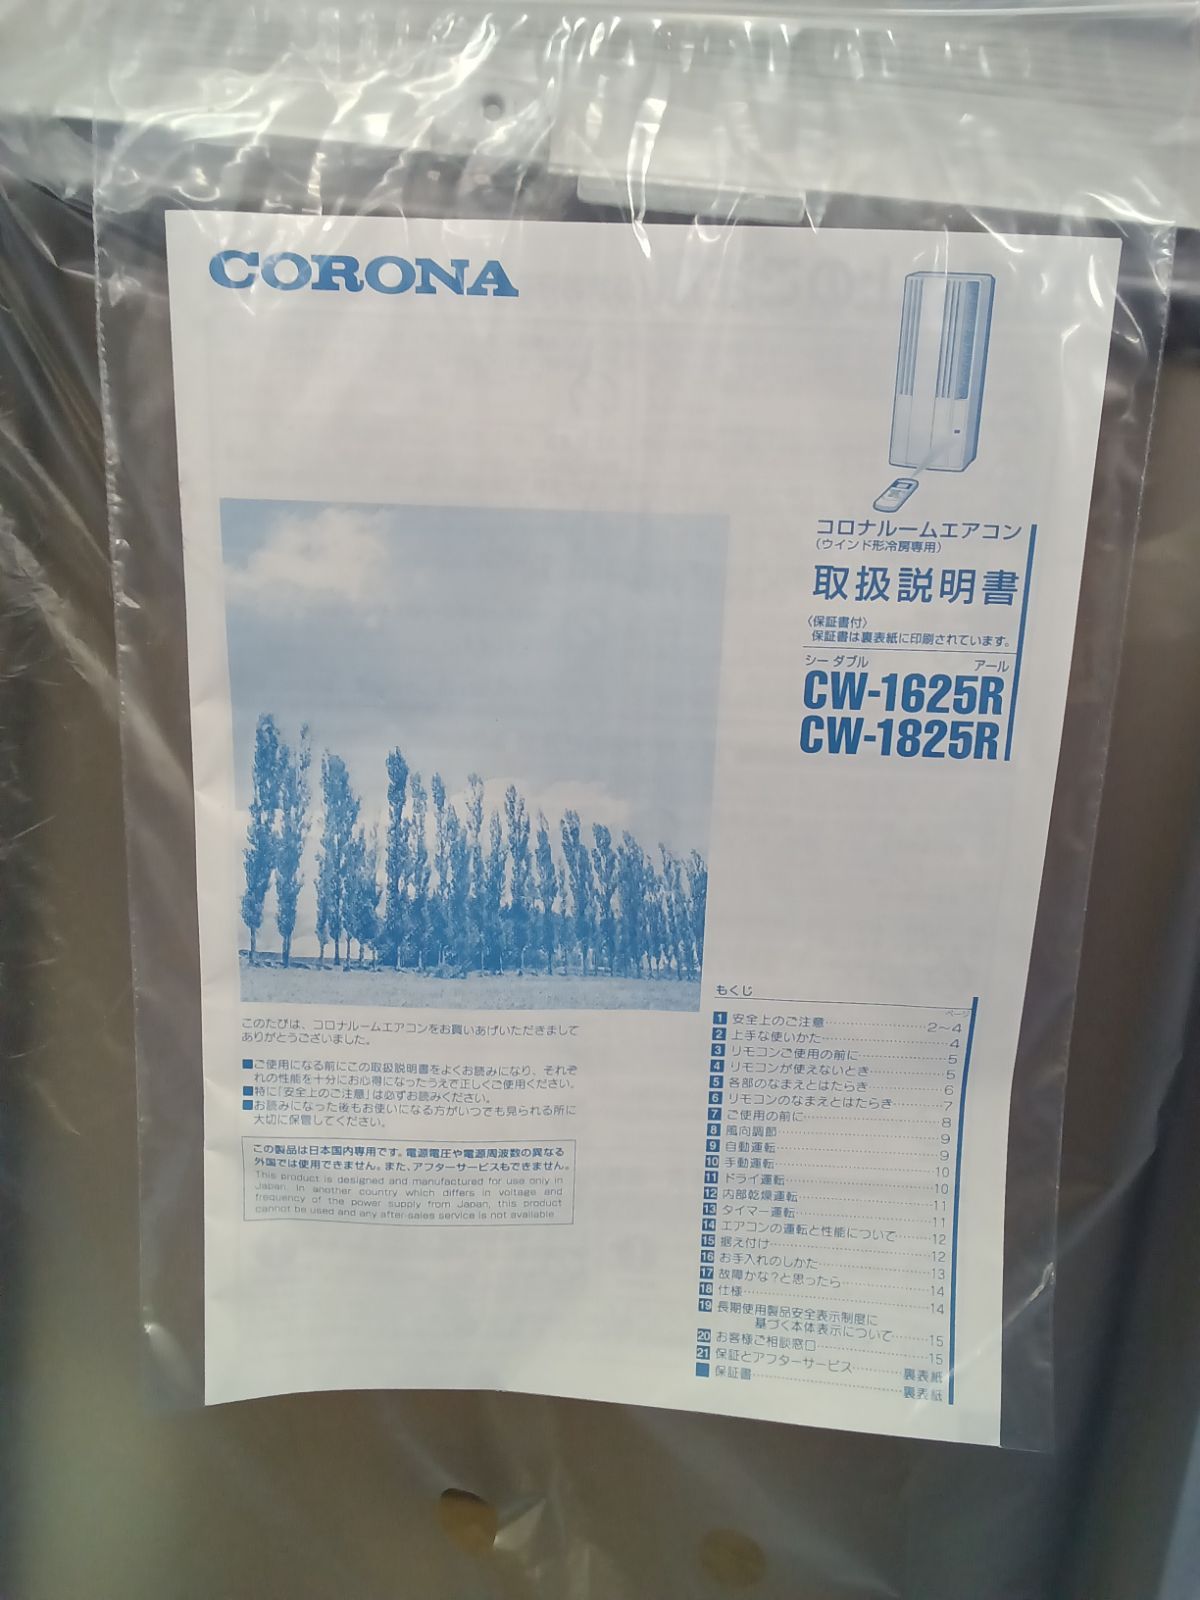 CORONA
コロナルームエアコン
(ウインド形冷房専用)
取扱説明書
〈保証書付〉
保証書は裏表紙に印刷されています。
シー ダブル アール
CW-1625R
CW-1825R
このたびは、コロナルームエアコンをお買いあげいただきまして
ありがとうございました。
■ご使用になる前にこの取扱説明書をよくお読みになり、それぞ
れの性能を十分にお心得になったうえで正しくご使用ください。
■特に「安全上のご注意」は必ずお読みください。
■お読みになった後もお使いになる方がいつでも見られる所に
大切に保管してください。
この製品は日本国内専用です。電源電圧や電源周波数の異なる
外国では使用できません。また、アフターサービスもできません。
This product is designed and manufactured for use only in
Japan. In another country which differs in voltage and
frequency of the power supply from Japan, this product
cannot be used and any after-sales service is not available.
もくじ
ページ
1 安全上のご注意 2〜4
2 上手な使いかた 4
3 リモコンご使用の前に 5
4 リモコンが使えないとき 5
5 各部のなまえとはたらき 6
6 リモコンのなまえとはたらき 7
7 ご使用の前に 8
8 風向調節 9
9 自動運転 9
10 手動運転 10
11 ドライ運転 10
12 内部乾燥運転 11
13 タイマー運転 11
14 エアコンの運転と性能について 12
15 据え付け 12
16 お手入れのしかた 13
17 故障かな?と思ったら 14
18 仕様 14
19 長期使用製品安全表示制度に
基づく本体表示について 15
20 お客様ご相談窓口 15
21 保証とアフターサービス 裏表紙
■ 保証書 裏表紙